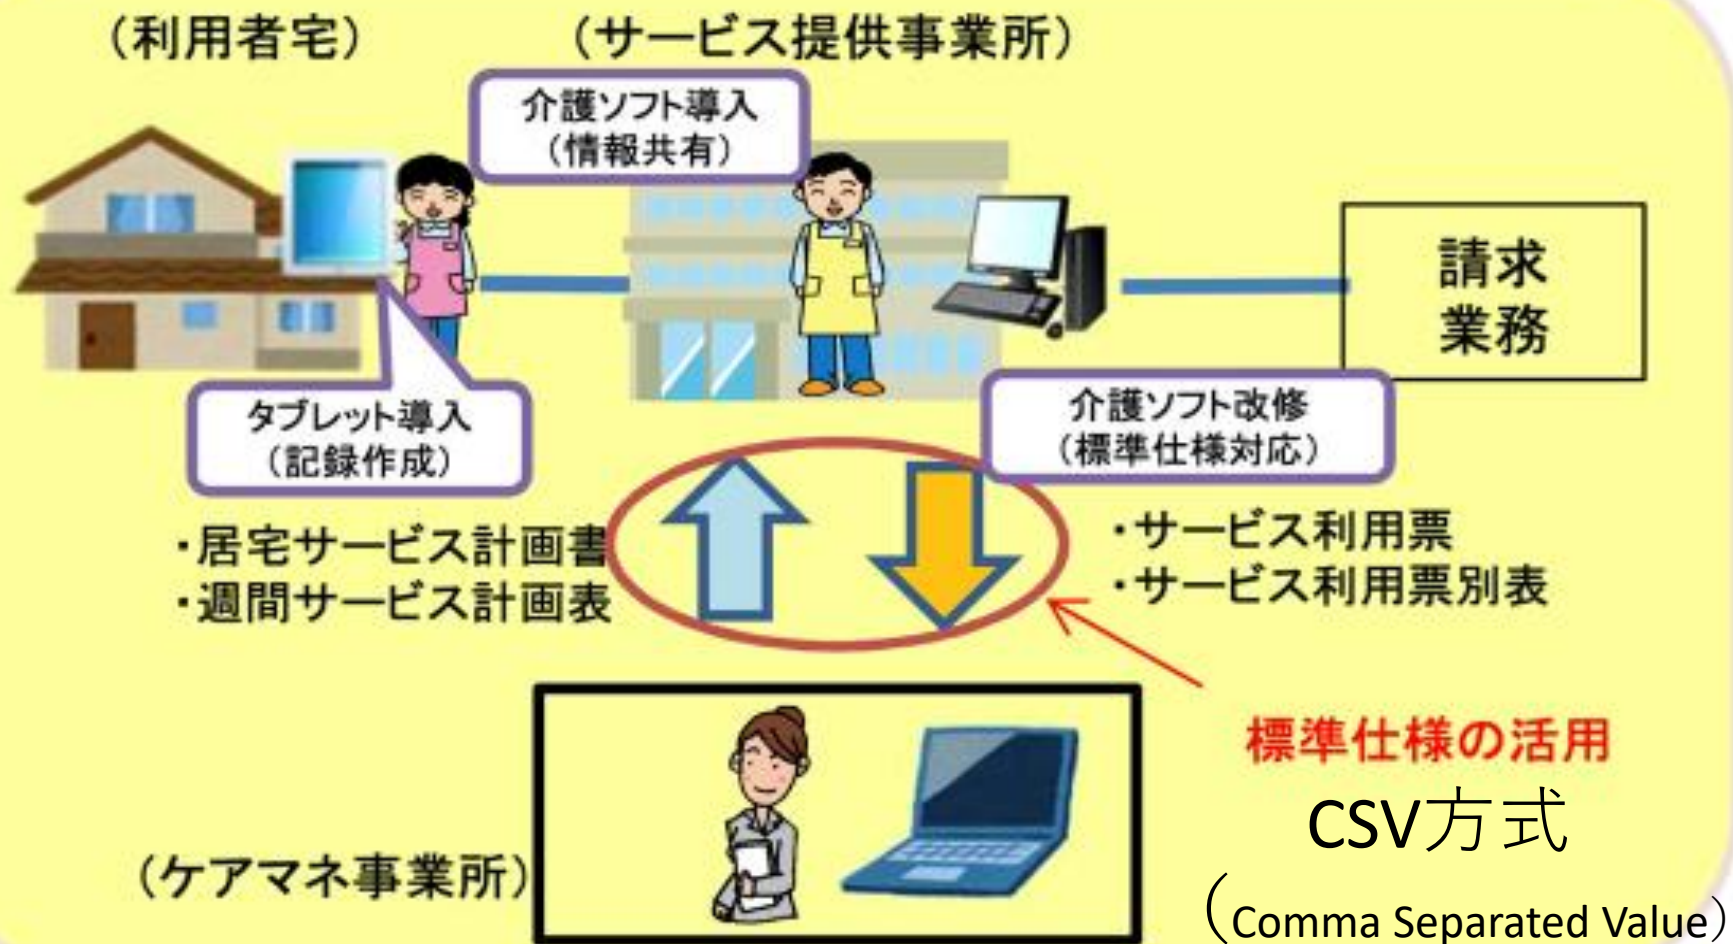 （利用者宅）
（サービス提供事業所）
介護ソフト導入
（情報共有）
請求
業務
タブレット導入
（記録作成）
介護ソフト改修
（標準仕様対応）
・居宅サービス計画書
・週間サービス計画表
・サービス利用票
・サービス利用票別表
標準仕様の活用
CSV方式
（Comma Separated Value）
（ケアマネ事業所）